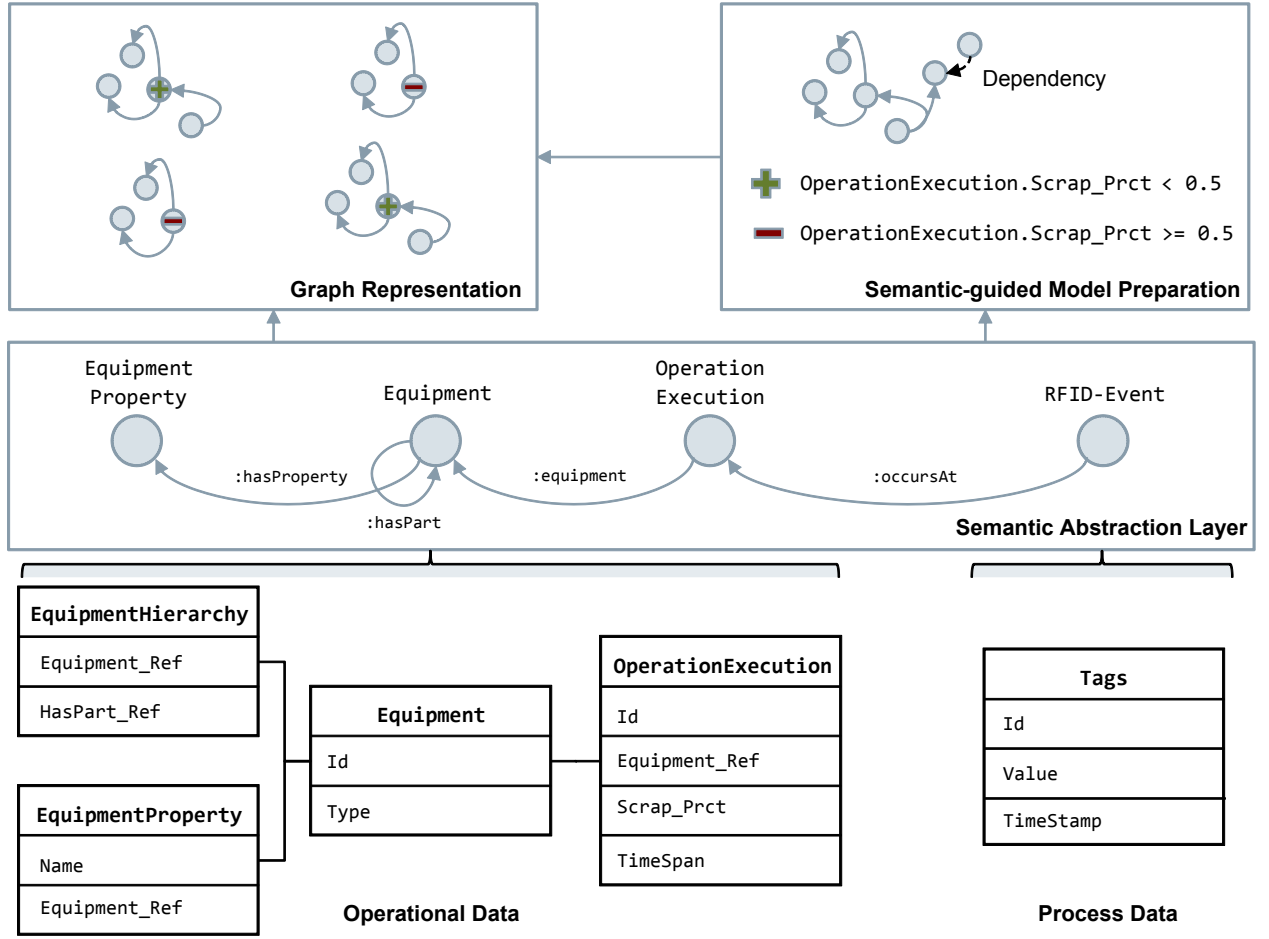 Dependency
OperationExecution.Scrap_Prct < 0.5
OperationExecution.Scrap_Prct >= 0.5
Graph Representation
Semantic-guided Model Preparation
Equipment
Property
Equipment
Operation
Execution
RFID-Event
:hasProperty
:equipment
:occursAt
:hasPart
Semantic Abstraction Layer
EquipmentHierarchy
Equipment_Ref
HasPart_Ref
EquipmentProperty
Name
Equipment_Ref
Equipment
Id
Type
OperationExecution
Id
Equipment_Ref
Scrap_Prct
TimeSpan
Tags
Id
Value
TimeStamp
Operational Data
Process Data